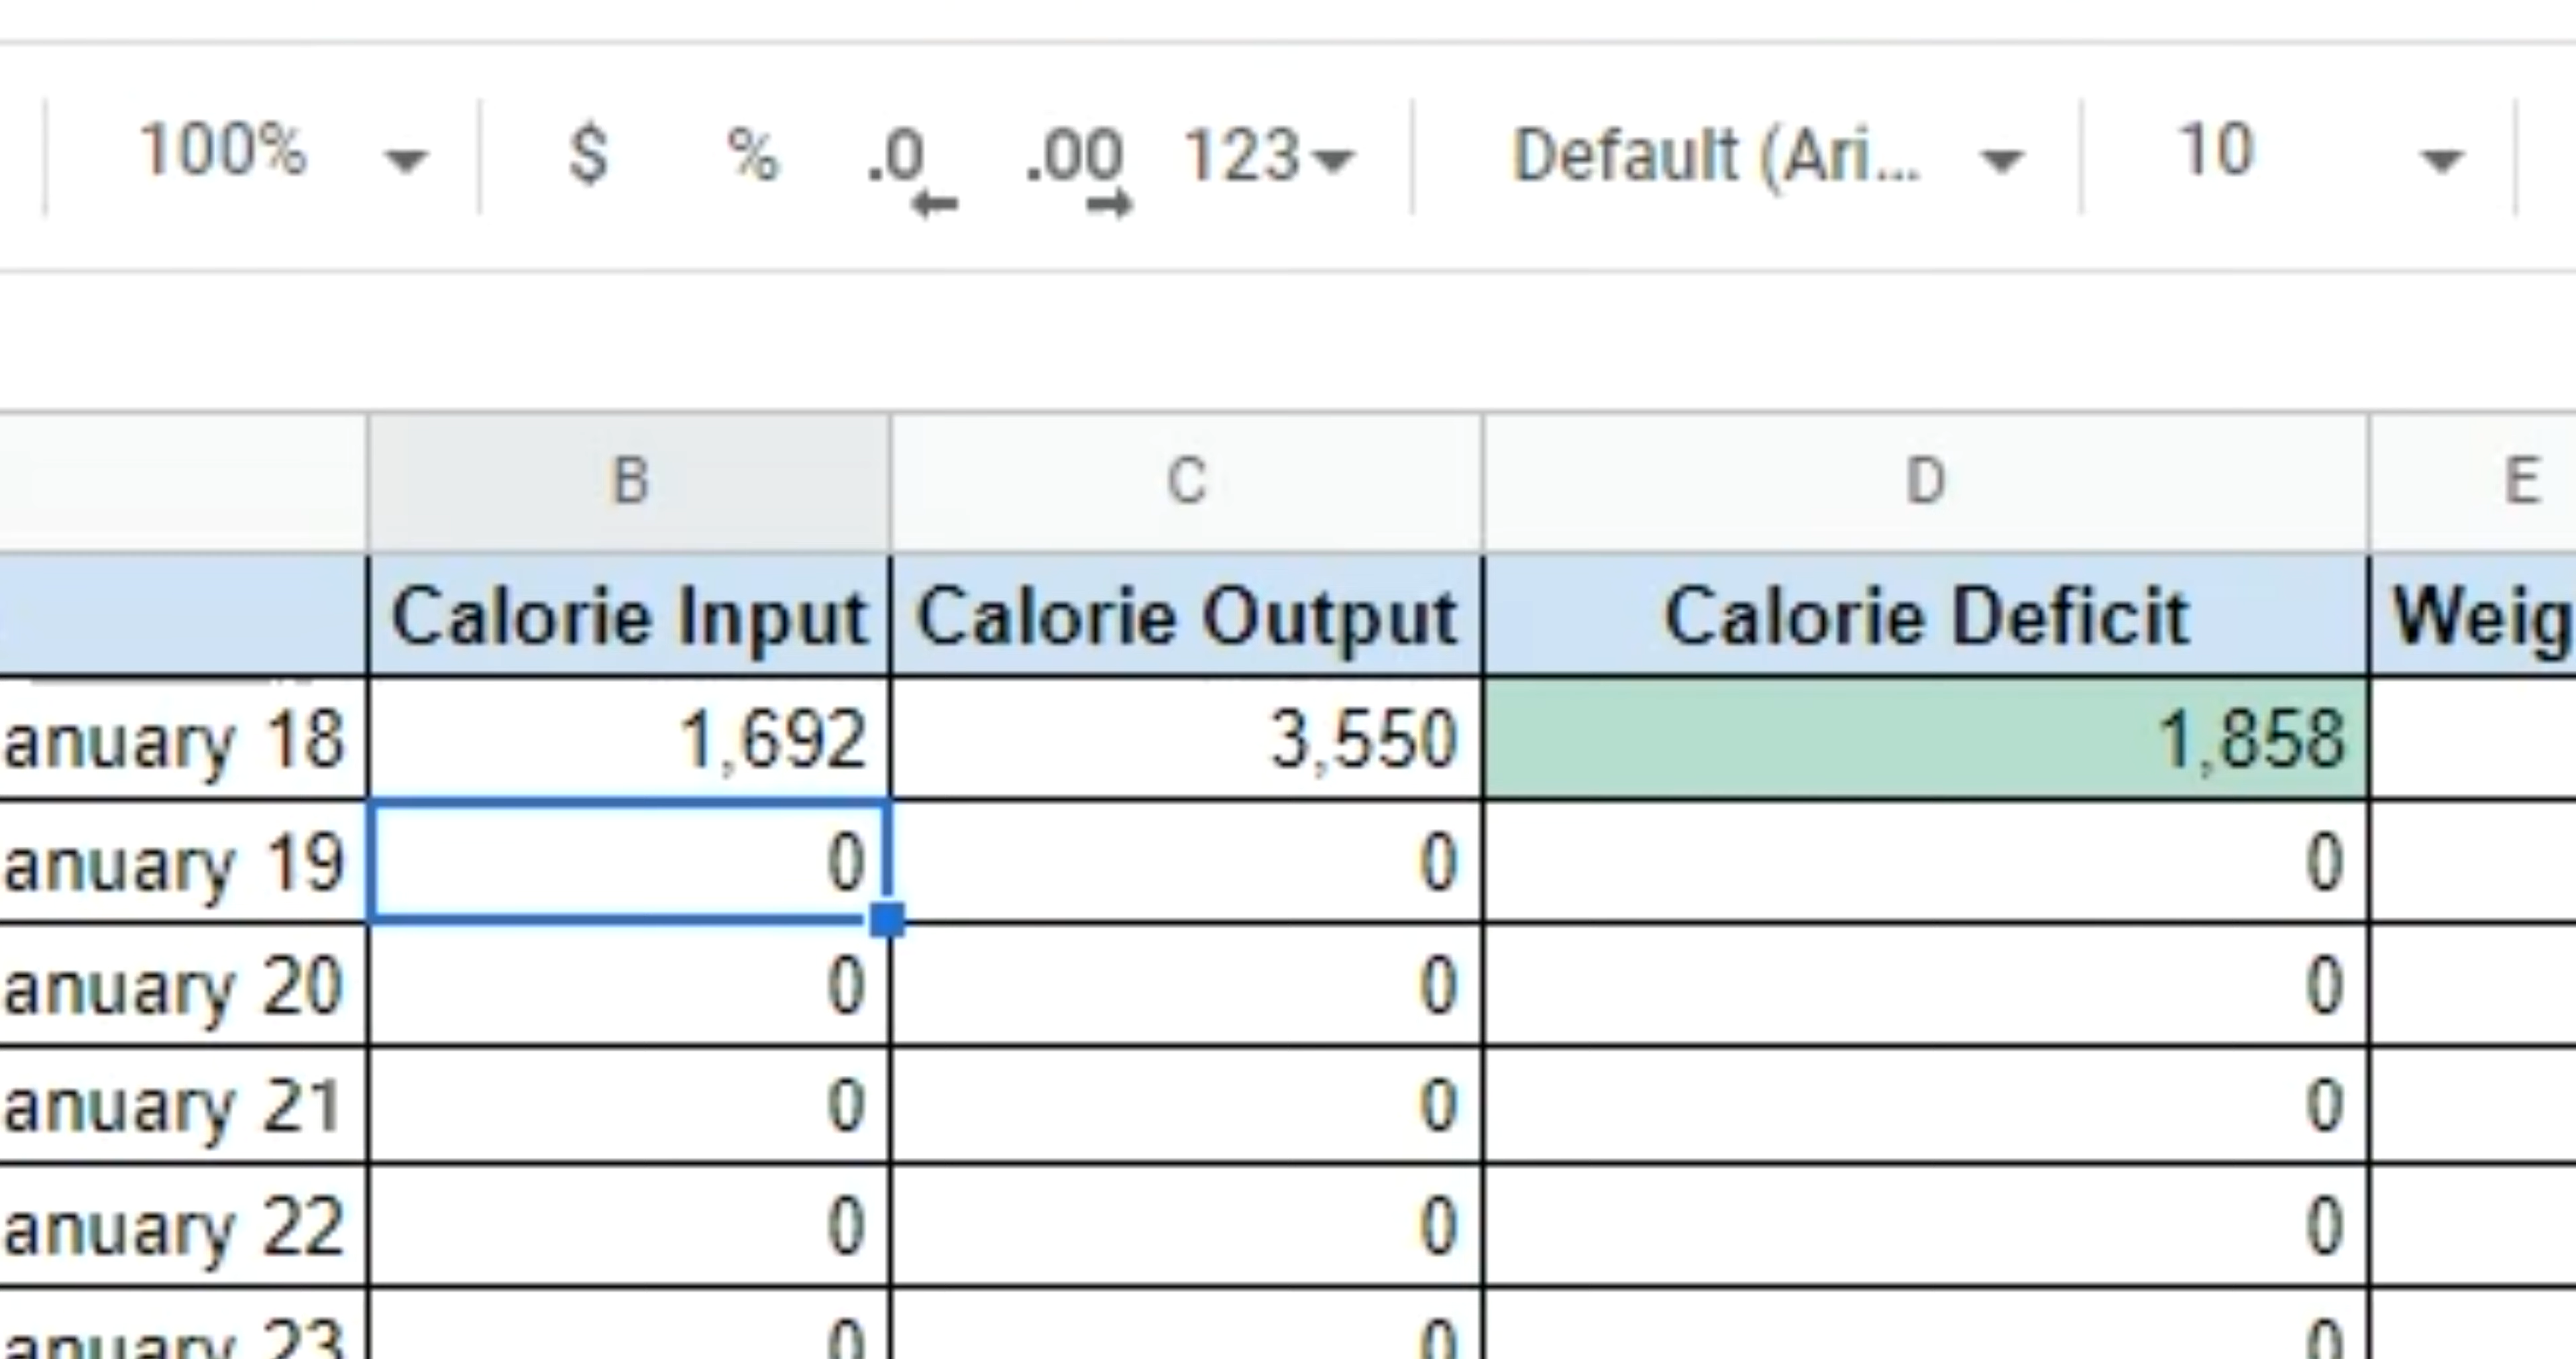 100% $ % .0 .00 123 Default (Ari... 10
B C D E
Calorie Input Calorie Output Calorie Deficit Weig
anuary 18 1,692 3,550 1,858
anuary 19 0 0 0
anuary 20 0 0 0
anuary 21 0 0 0
anuary 22 0 0 0
anuary 23 0 0 0